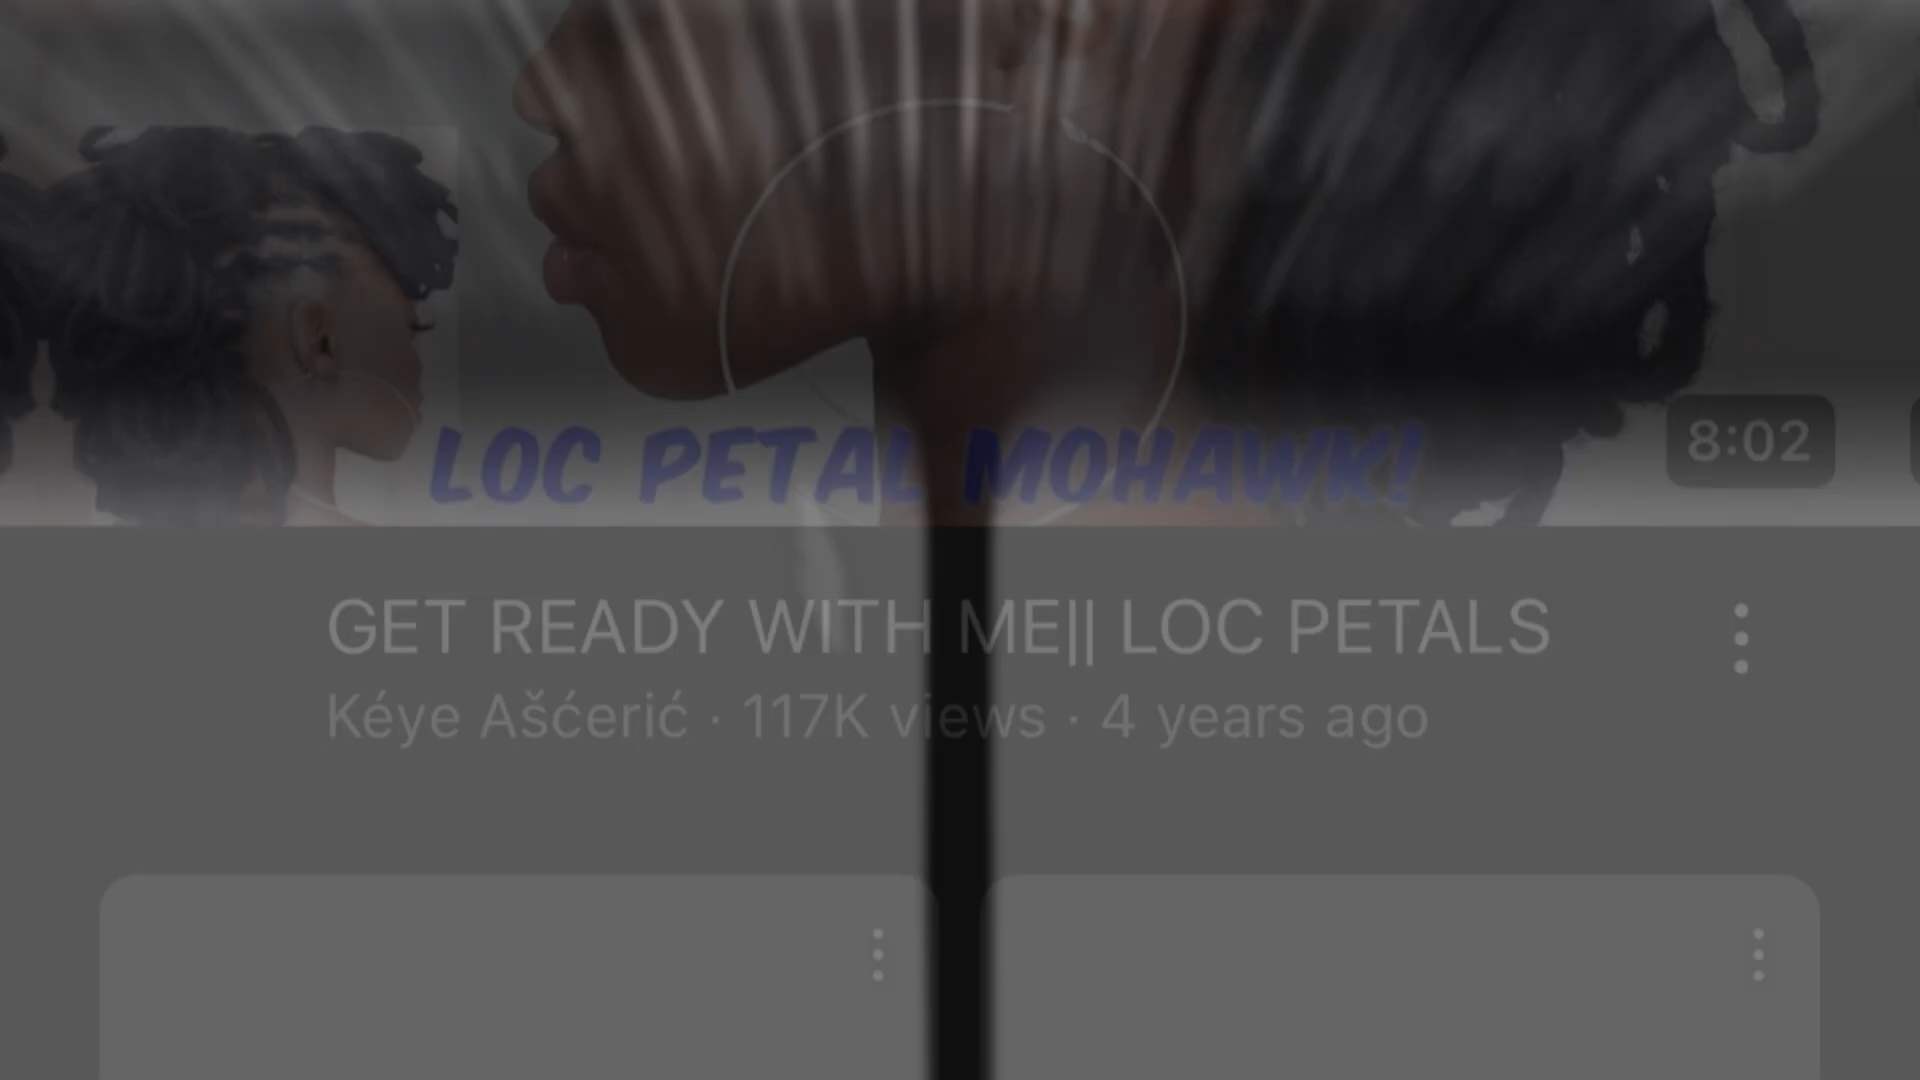 LOC PETAL MOHAWK!
8:02
GET READY WITH ME|| LOC PETALS
Kéye Ašćerić · 117K views · 4 years ago